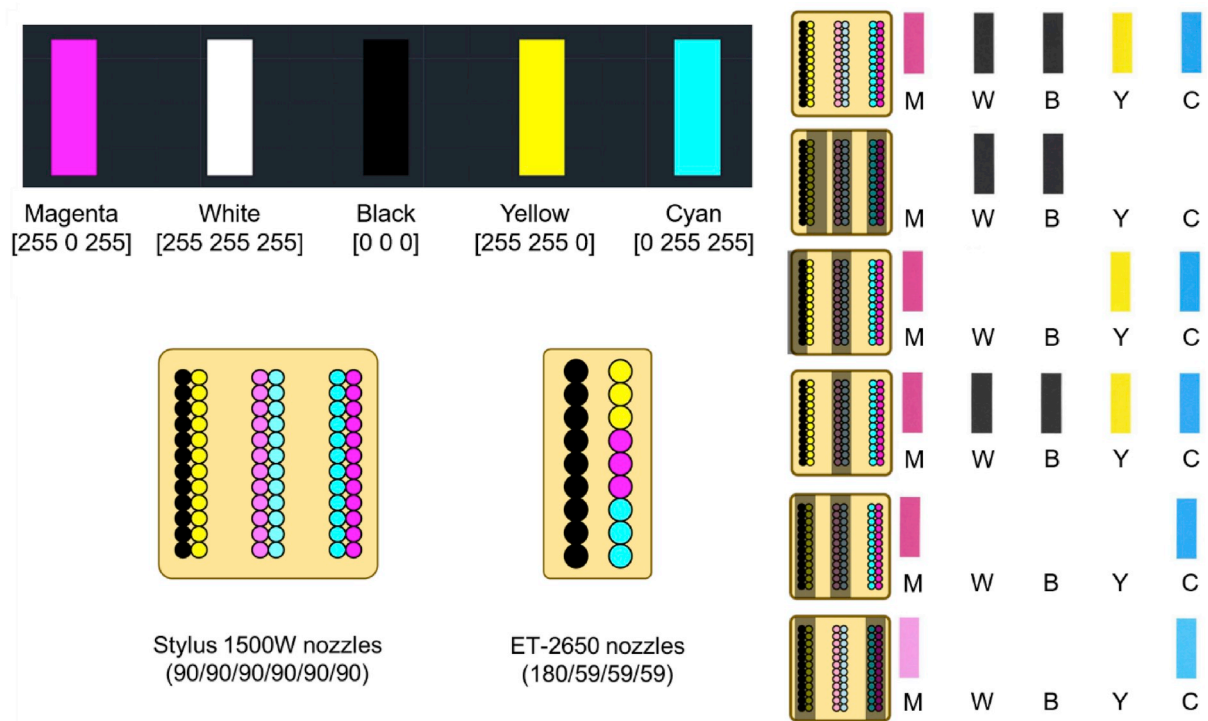 Magenta
[255 0 255]
White
[255 255 255]
Black
[0 0 0]
Yellow
[255 255 0]
Cyan
[0 255 255]
Stylus 1500W nozzles
(90/90/90/90/90/90)
ET-2650 nozzles
(180/59/59/59)
M W B Y C
M W B Y C
M W B Y C
M W B Y C
M W B Y C
M W B Y C